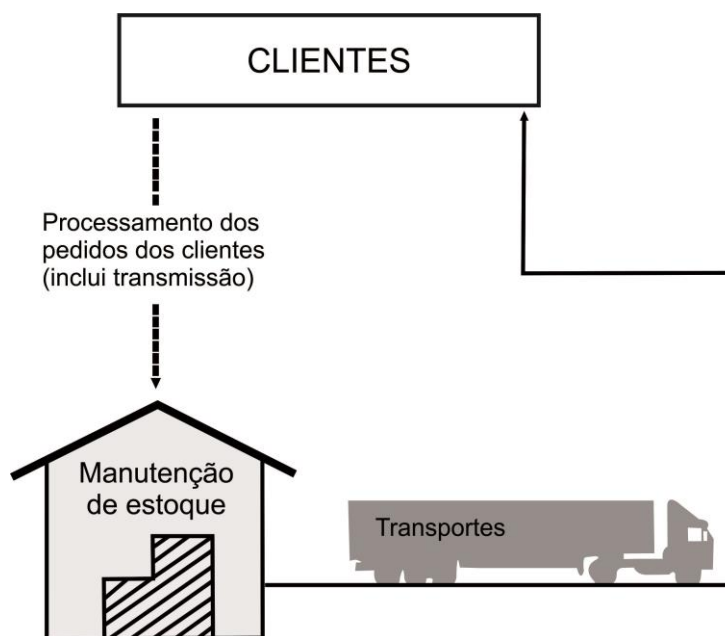 CLIENTES
Processamento dos
pedidos dos clientes
(inclui transmissão)
Manutenção
de estoque
Transportes